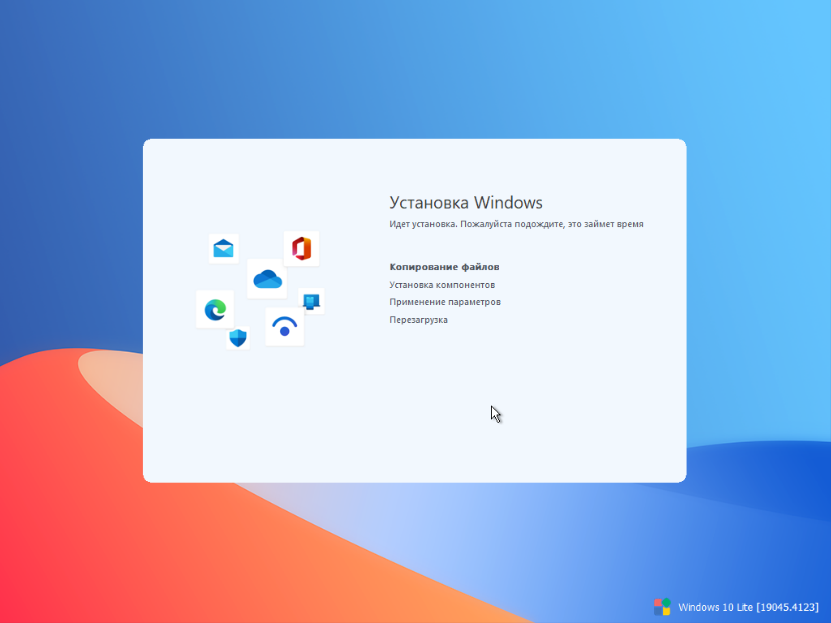 Установка Windows
Идет установка. Пожалуйста подождите, это займет время
Копирование файлов
Установка компонентов
Применение параметров
Перезагрузка
Windows 10 Lite [19045.4123]